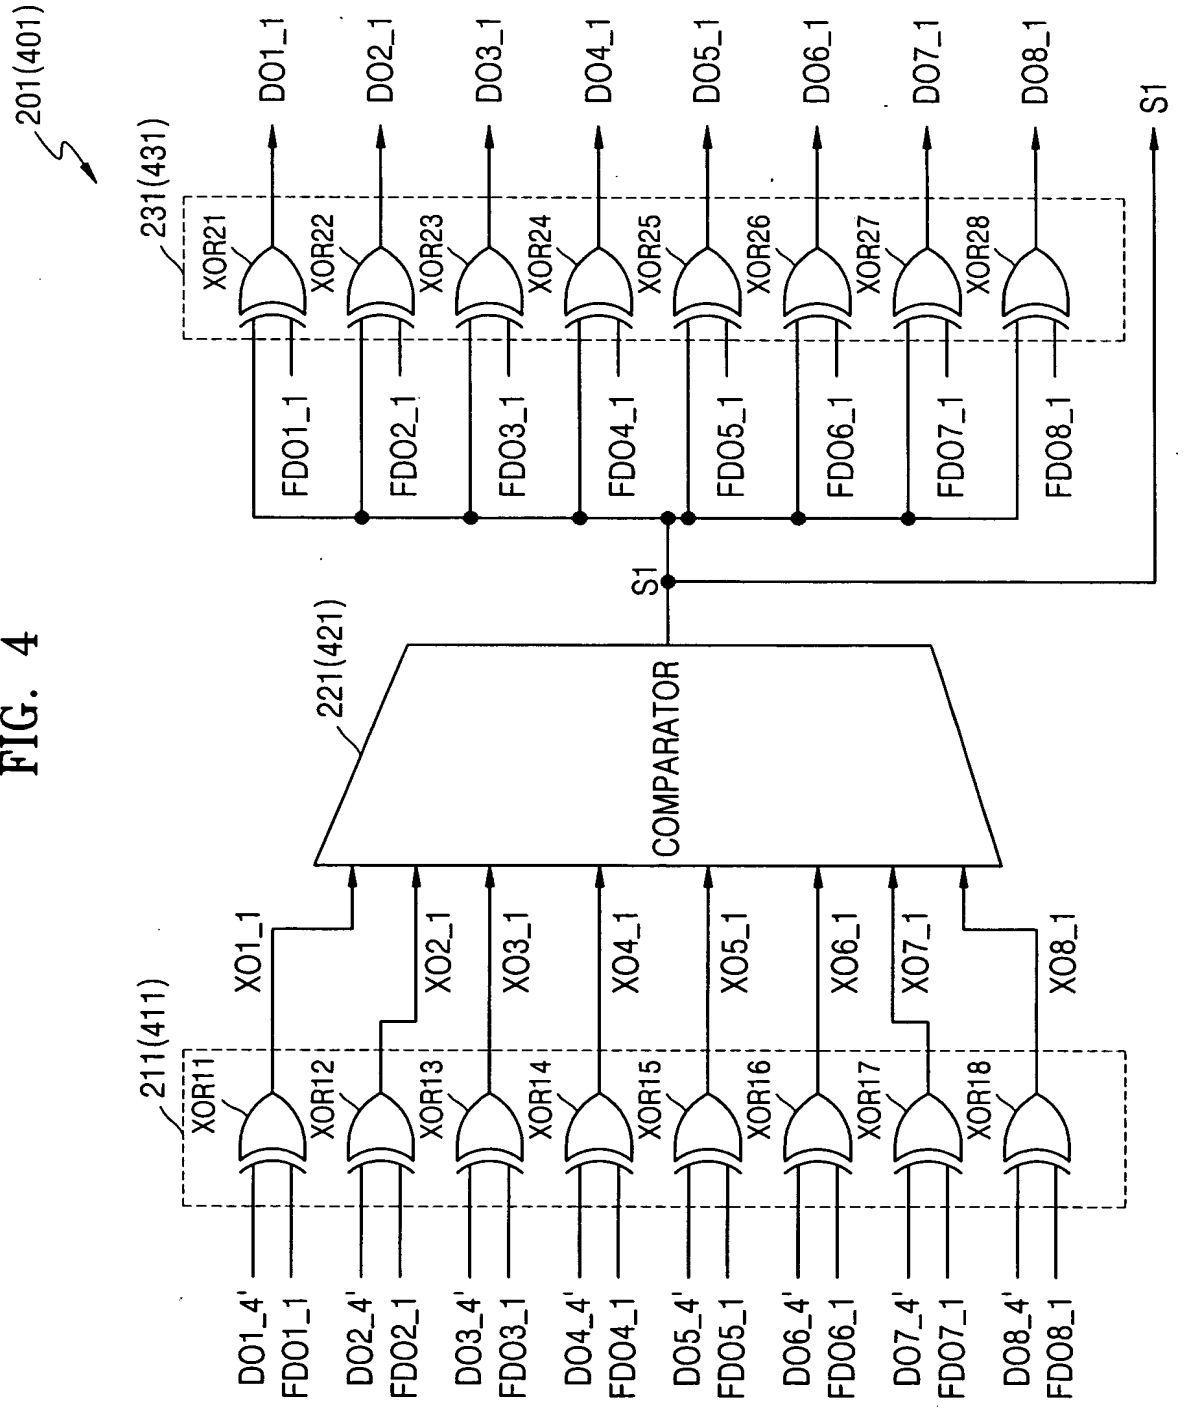 FIG. 4
201(401)
211(411)
221(421)
231(431)
DO1_4'
FDO1_1
XOR11
XO1_1
DO2_4'
FDO2_1
XOR12
XO2_1
DO3_4'
FDO3_1
XOR13
XO3_1
DO4_4'
FDO4_1
XOR14
XO4_1
DO5_4'
FDO5_1
XOR15
XO5_1
DO6_4'
FDO6_1
XOR16
XO6_1
DO7_4'
FDO7_1
XOR17
XO7_1
DO8_4'
FDO8_1
XOR18
XO8_1
COMPARATOR
S1
FDO1_1
XOR21
DO1_1
FDO2_1
XOR22
DO2_1
FDO3_1
XOR23
DO3_1
FDO4_1
XOR24
DO4_1
FDO5_1
XOR25
DO5_1
FDO6_1
XOR26
DO6_1
FDO7_1
XOR27
DO7_1
FDO8_1
XOR28
DO8_1
S1